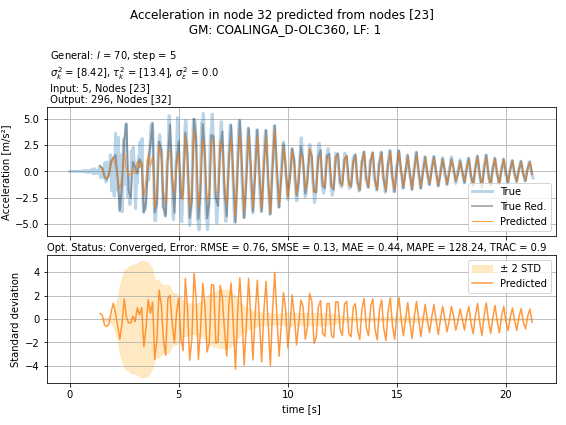 Acceleration in node 32 predicted from nodes [23]
GM: COALINGA_D-OLC360, LF: 1
General: l = 70, step = 5
σ²ₖ = [8.42], τ²ₖ = [13.4], σ²ε = 0.0
Input: 5, Nodes [23]
Output: 296, Nodes [32]
Acceleration [m/s²]
5.0
2.5
0.0
−2.5
−5.0
True
True Red.
Predicted
Opt. Status: Converged, Error: RMSE = 0.76, SMSE = 0.13, MAE = 0.44, MAPE = 128.24, TRAC = 0.9
Standard deviation
4
2
0
−2
−4
± 2 STD
Predicted
0
5
10
15
20
time [s]